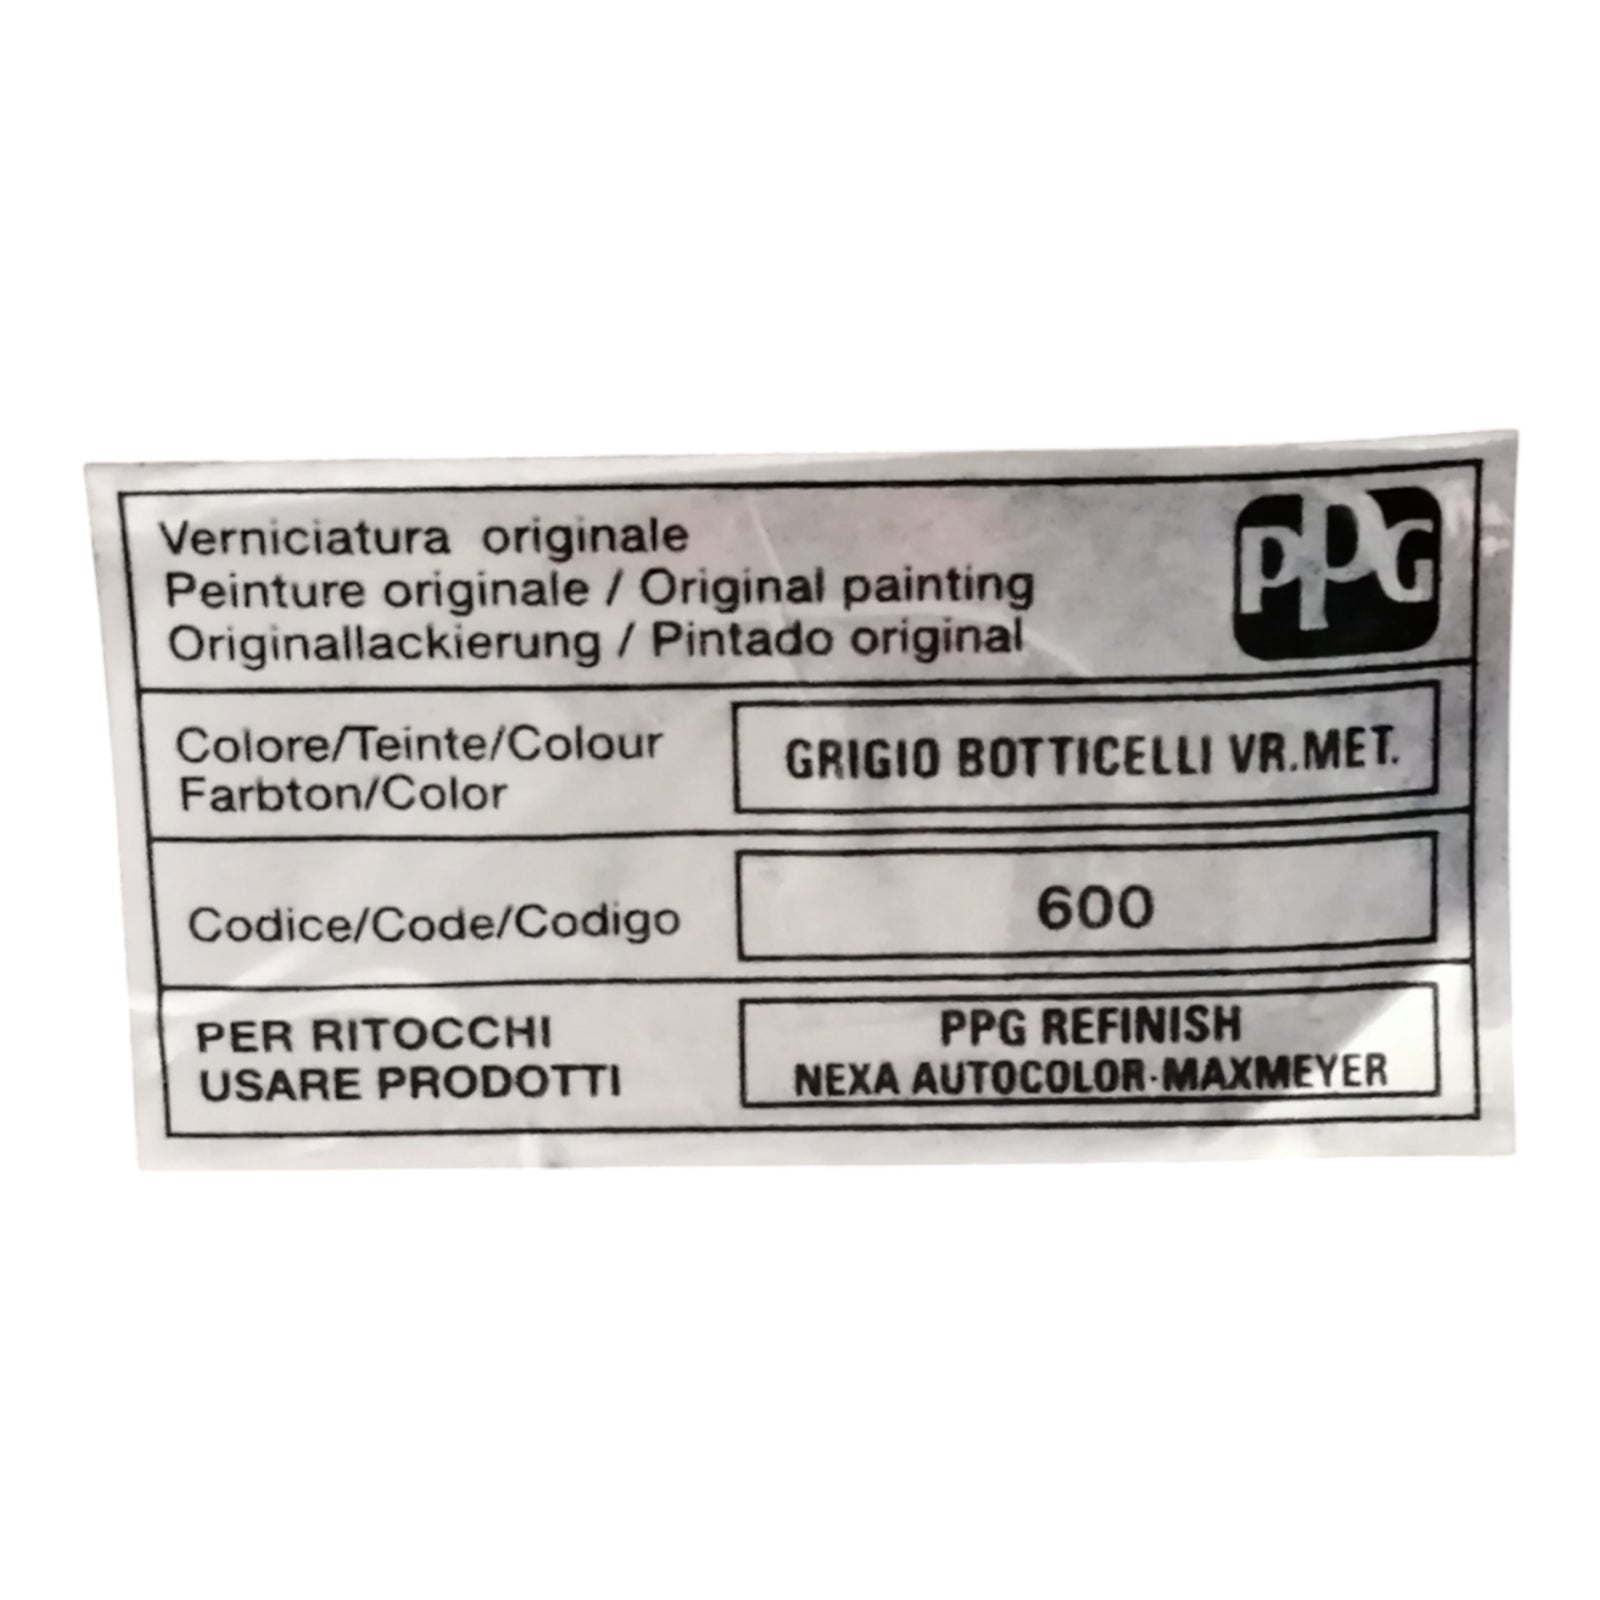 Verniciatura originale
Peinture originale / Original painting
Originallackierung / Pintado original
PPG
Colore/Teinte/Colour
Farbton/Color
GRIGIO BOTTICELLI VR.MET.
Codice/Code/Codigo
600
PER RITOCCHI
USARE PRODOTTI
PPG REFINISH
NEXA AUTOCOLOR·MAXMEYER